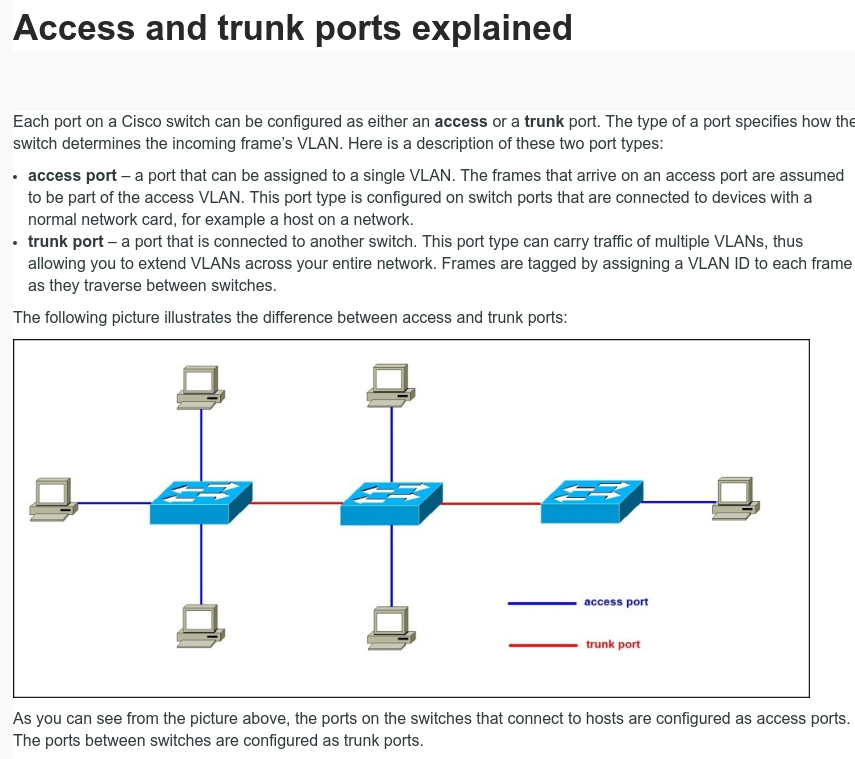 Access and trunk ports explained
Each port on a Cisco switch can be configured as either an access or a trunk port. The type of a port specifies how the
switch determines the incoming frame’s VLAN. Here is a description of these two port types:
• access port – a port that can be assigned to a single VLAN. The frames that arrive on an access port are assumed
to be part of the access VLAN. This port type is configured on switch ports that are connected to devices with a
normal network card, for example a host on a network.
• trunk port – a port that is connected to another switch. This port type can carry traffic of multiple VLANs, thus
allowing you to extend VLANs across your entire network. Frames are tagged by assigning a VLAN ID to each frame
as they traverse between switches.
The following picture illustrates the difference between access and trunk ports:
access port
trunk port
As you can see from the picture above, the ports on the switches that connect to hosts are configured as access ports.
The ports between switches are configured as trunk ports.